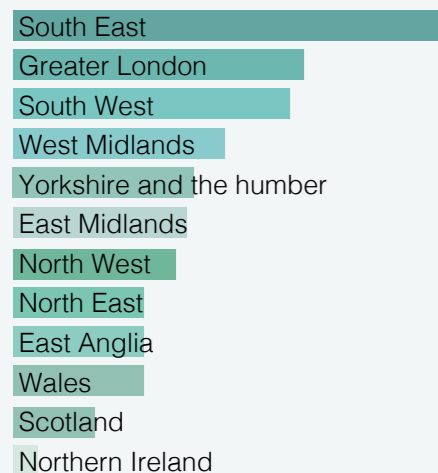 South East
Greater London
South West
West Midlands
Yorkshire and the humber
East Midlands
North West
North East
East Anglia
Wales
Scotland
Northern Ireland